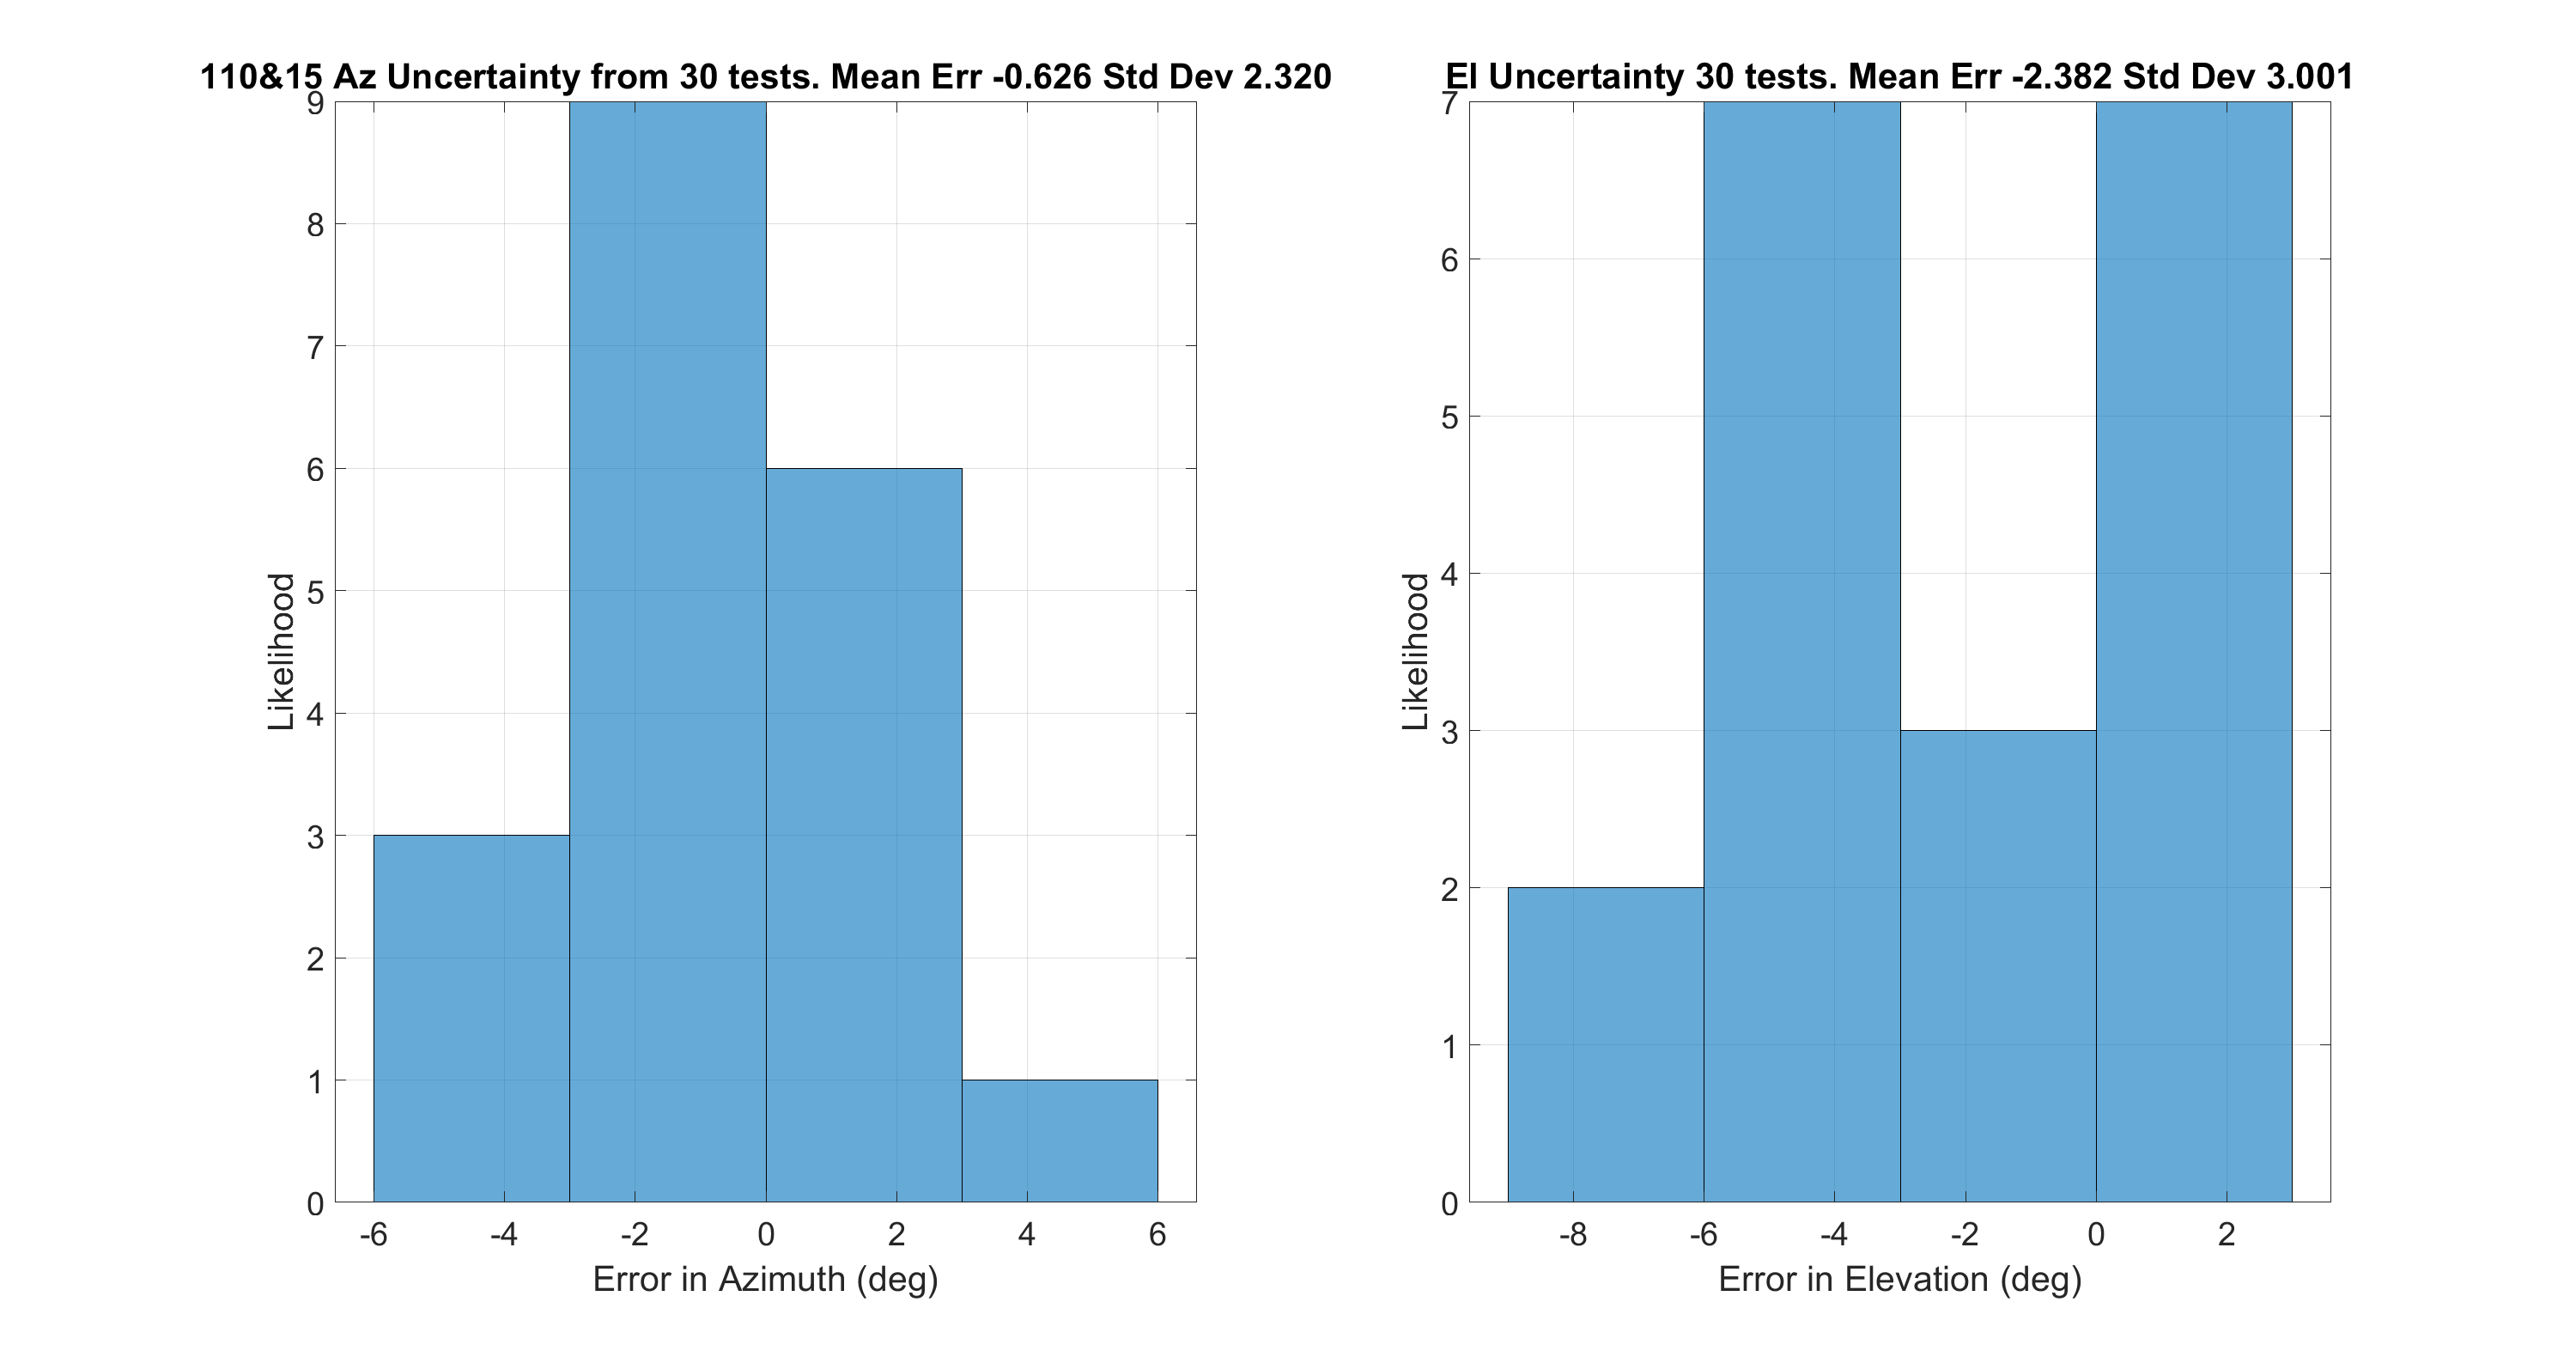 110&15 Az Uncertainty from 30 tests. Mean Err -0.626 Std Dev 2.320
9
8
7
6
5
4
3
2
1
0
Likelihood
-6 -4 -2 0 2 4 6
Error in Azimuth (deg)
El Uncertainty 30 tests. Mean Err -2.382 Std Dev 3.001
7
6
5
4
3
2
1
0
Likelihood
-8 -6 -4 -2 0 2
Error in Elevation (deg)